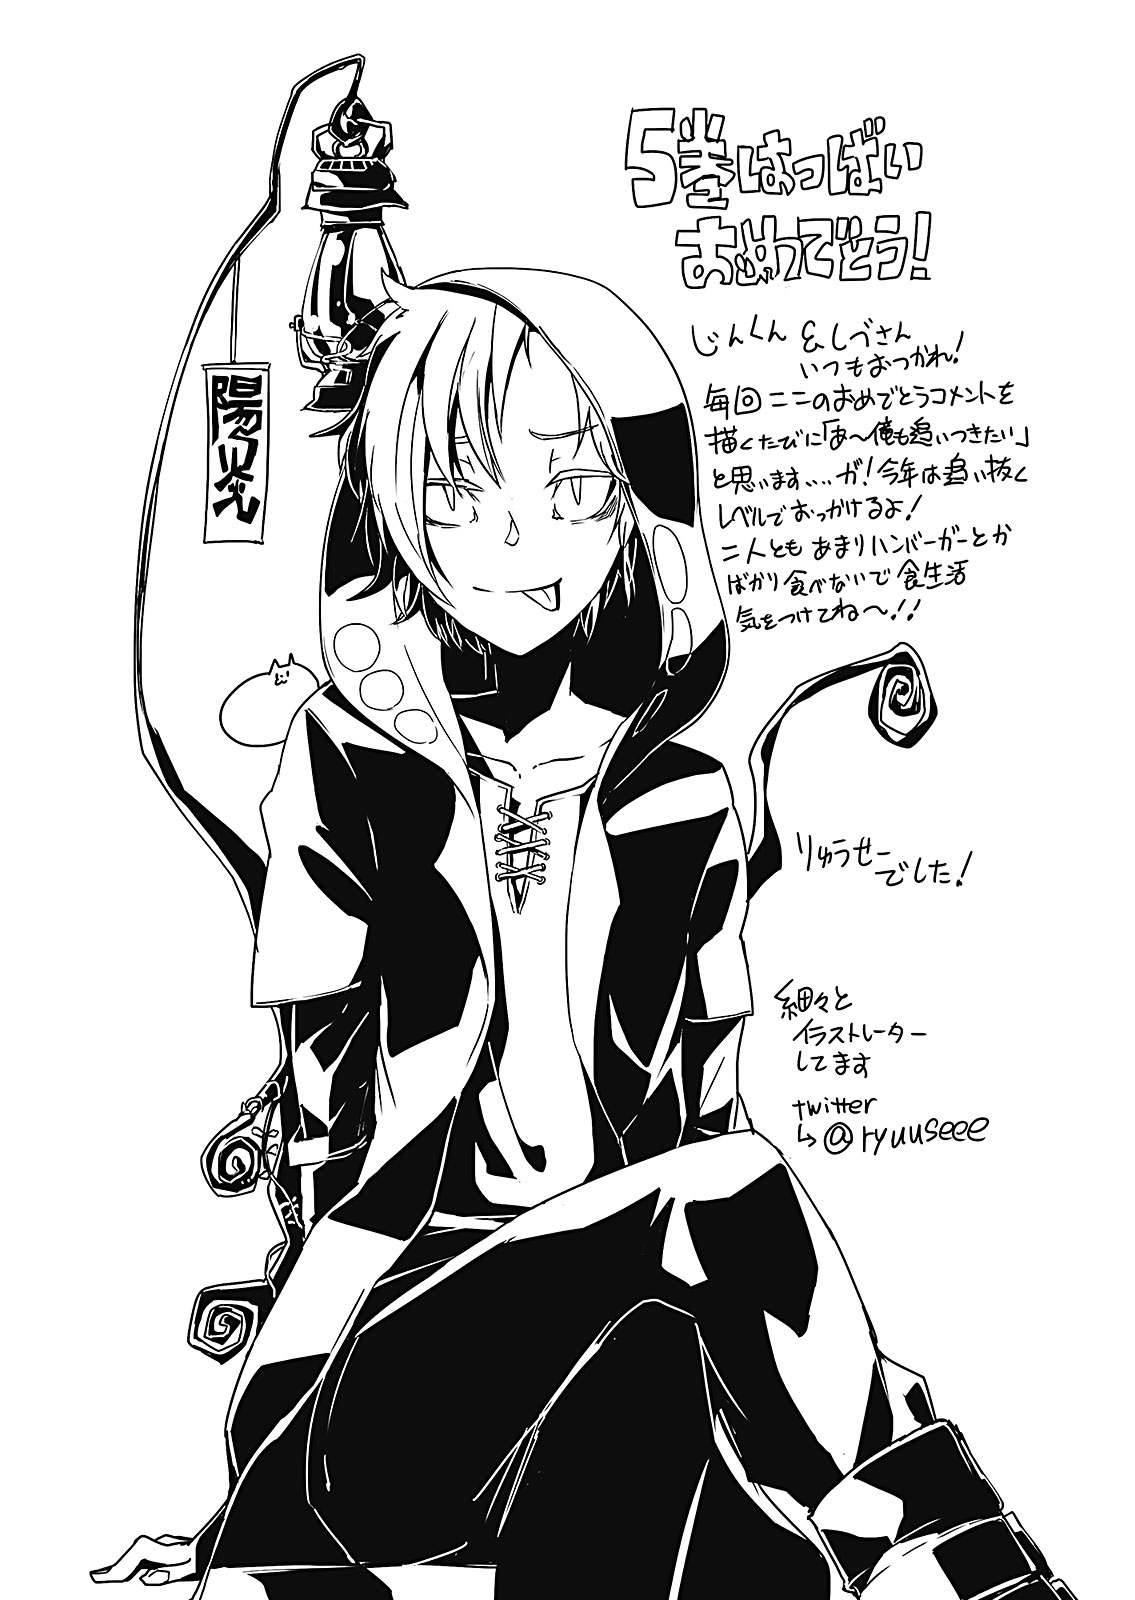 5巻はっばい
おめでとう!
じんくん &しづさん
いつもおつかれ!
毎回ここのおめでとうコメントを
描くたびに「あ〜俺も追いつきたい」
と思います…‥が!今年は追い抜く
レベルでおっかけるよ!
二人とも あまりハンバーガーとか
ばかり食べないで食生活
気をつけてね〜!!
陽炎
りゅうせー
でした!
細々と
イラストレーター
してます
twitter
↳@ryuuseee